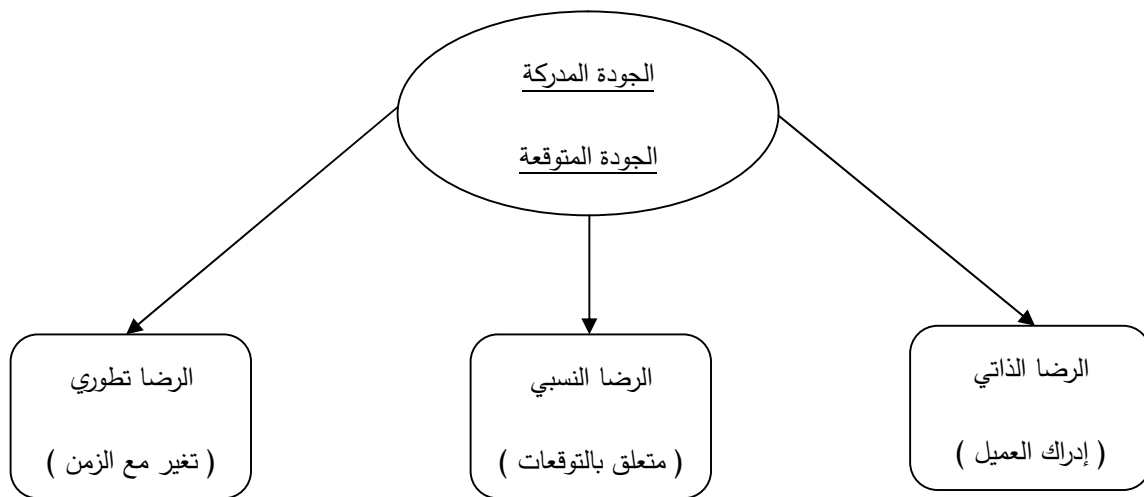 الجودة المدركة
الجودة المتوقعة
الرضا الذاتي
( إدراك العميل )
الرضا النسبي
( متعلق بالتوقعات )
الرضا تطوري
( تغير مع الزمن )